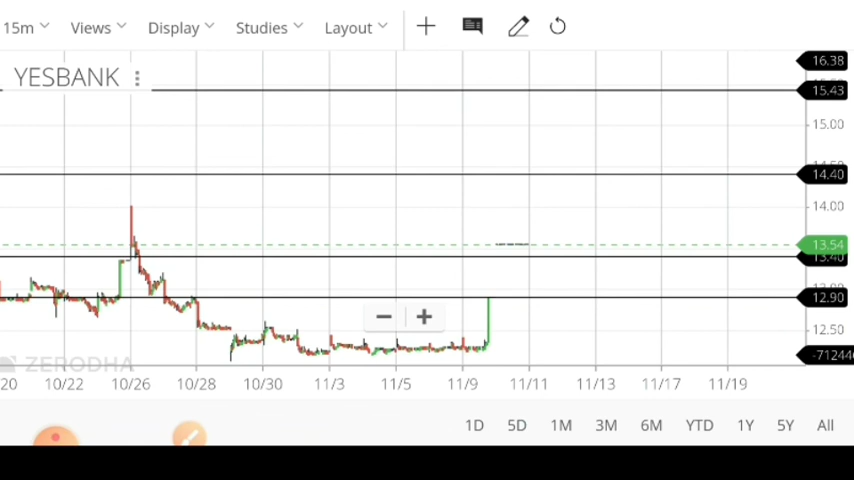 15m Views Display Studies Layout
16.38
YESBANK
15.43
15.00
14.40
14.00
13.54
13.40
12.90
12.50
ZERODHA
-712446
20 10/22 10/26 10/28 10/30 11/3 11/5 11/9 11/11 11/13 11/17 11/19
1D 5D 1M 3M 6M YTD 1Y 5Y All